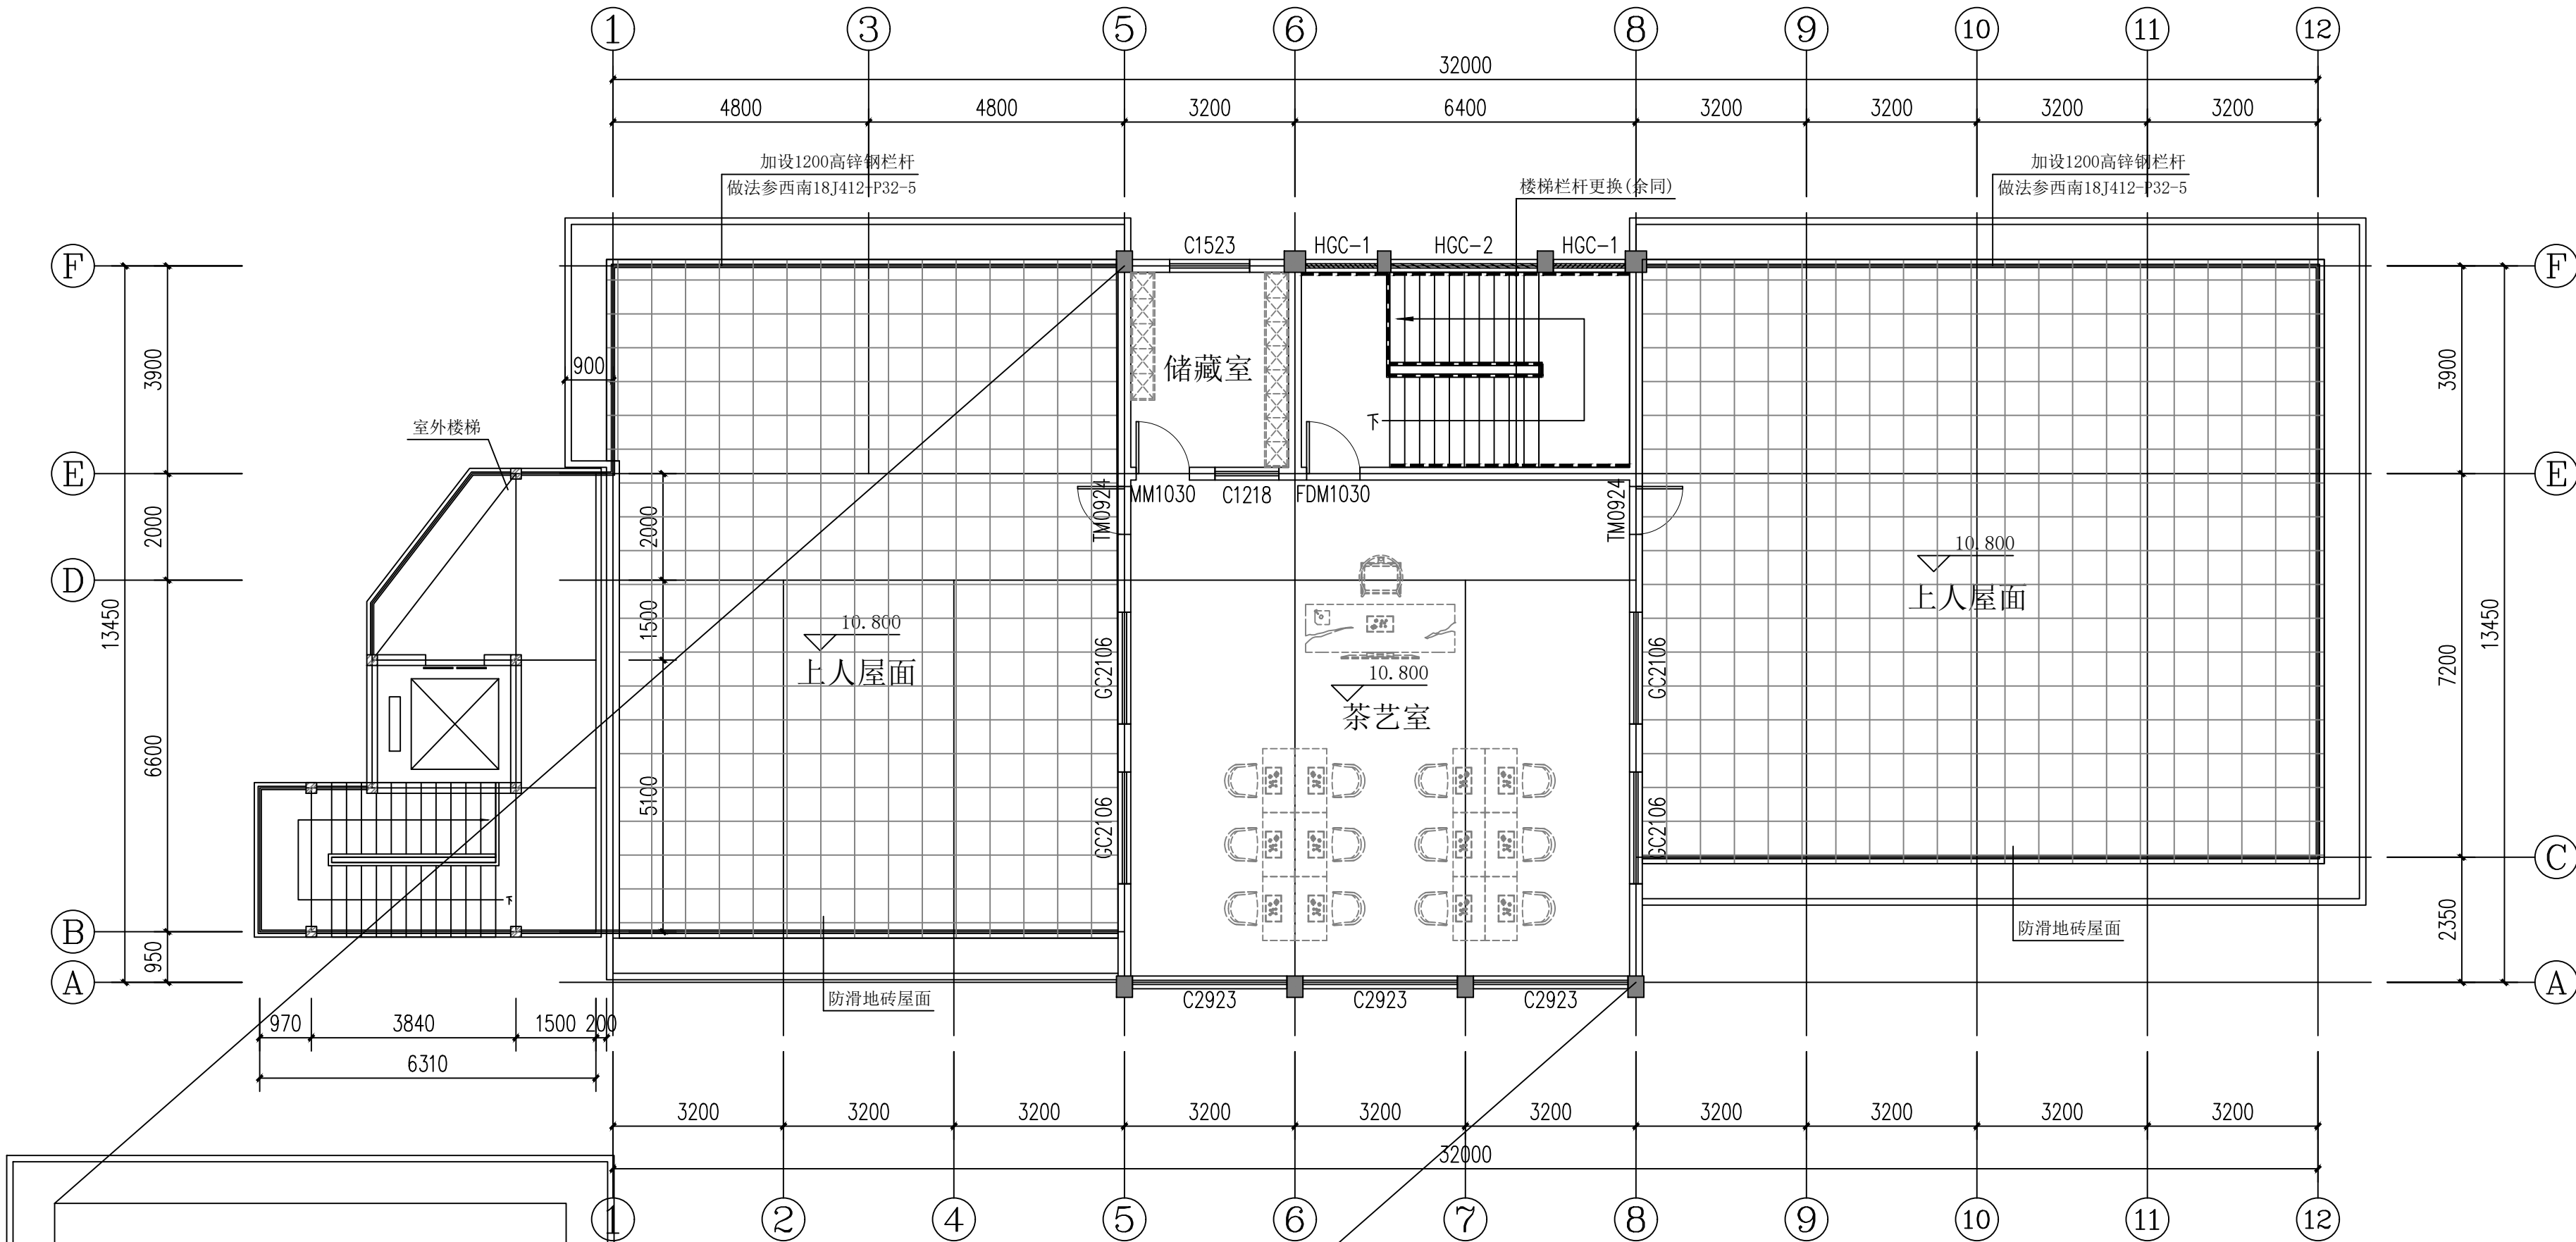 1 3 5 6 8 9 10 11 12
32000
4800 4800 3200 6400 3200 3200 3200 3200
加设1200高锌钢栏杆
做法参西南18J412-P32-5
楼梯栏杆更换(余同)
加设1200高锌钢栏杆
做法参西南18J412-P32-5
C1523 HGC-1 HGC-2 HGC-1
F F
3900 900 储藏室 3900
下
室外楼梯
E E
MM1030 C1218 FDM1030
TM0924 TM0924
2000 2000
10.800
上人屋面
D
13450 1500 13450
10.800
上人屋面
GC2106 GC2106
10.800
茶艺室
7200
6600 5100
GC2106 GC2106
C
下
B
950
防滑地砖屋面
2350
A A
防滑地砖屋面
C2923 C2923 C2923
970 3840 1500 200
6310
3200 3200 3200 3200 3200 3200 3200 3200 3200 3200
32000
1 2 4 5 6 7 8 9 10 11 12